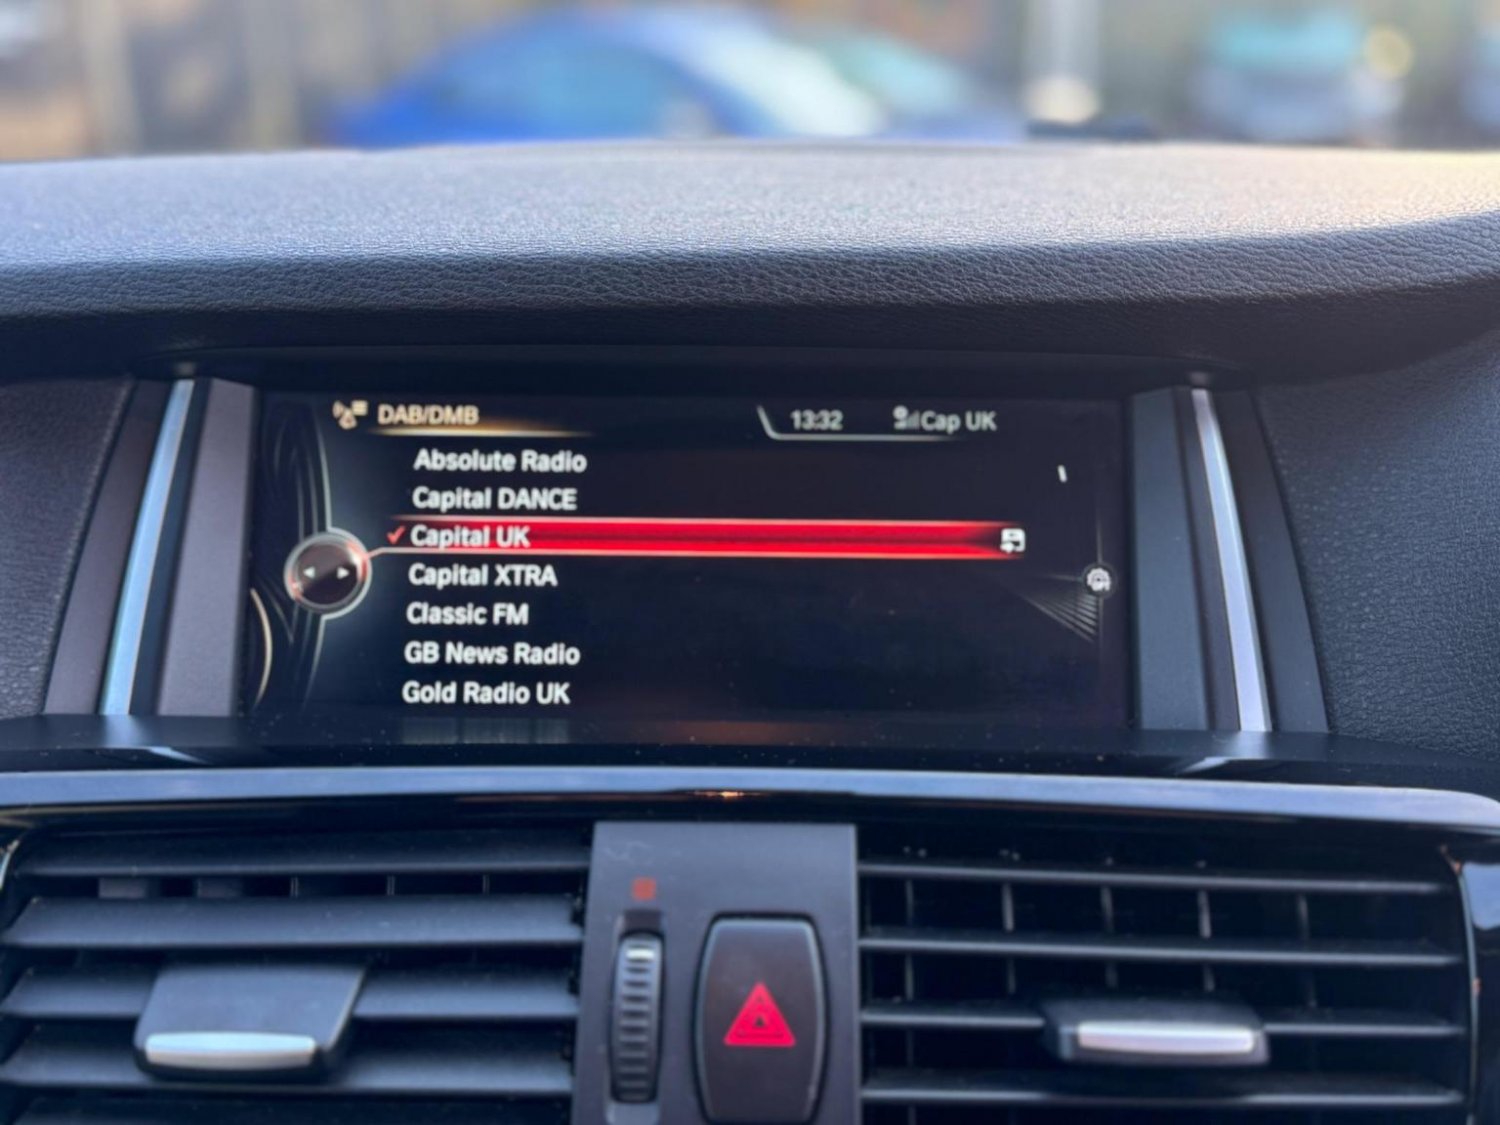 DAB/DMB 13:32 Cap UK
Absolute Radio
Capital DANCE
Capital UK
Capital XTRA
Classic FM
GB News Radio
Gold Radio UK